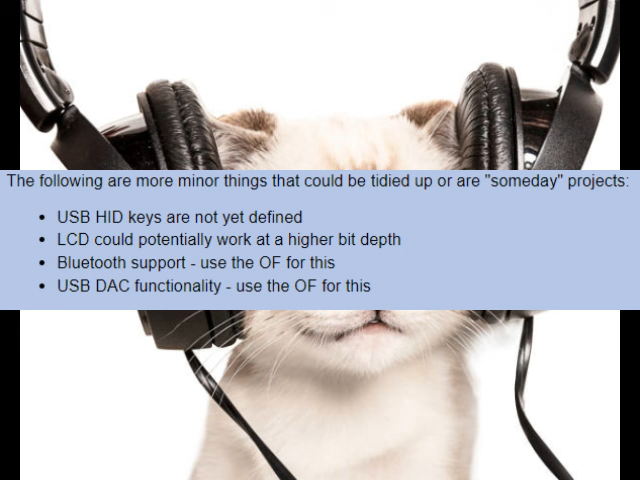 The following are more minor things that could be tidied up or are "someday" projects:
• USB HID keys are not yet defined
• LCD could potentially work at a higher bit depth
• Bluetooth support - use the OF for this
• USB DAC functionality - use the OF for this